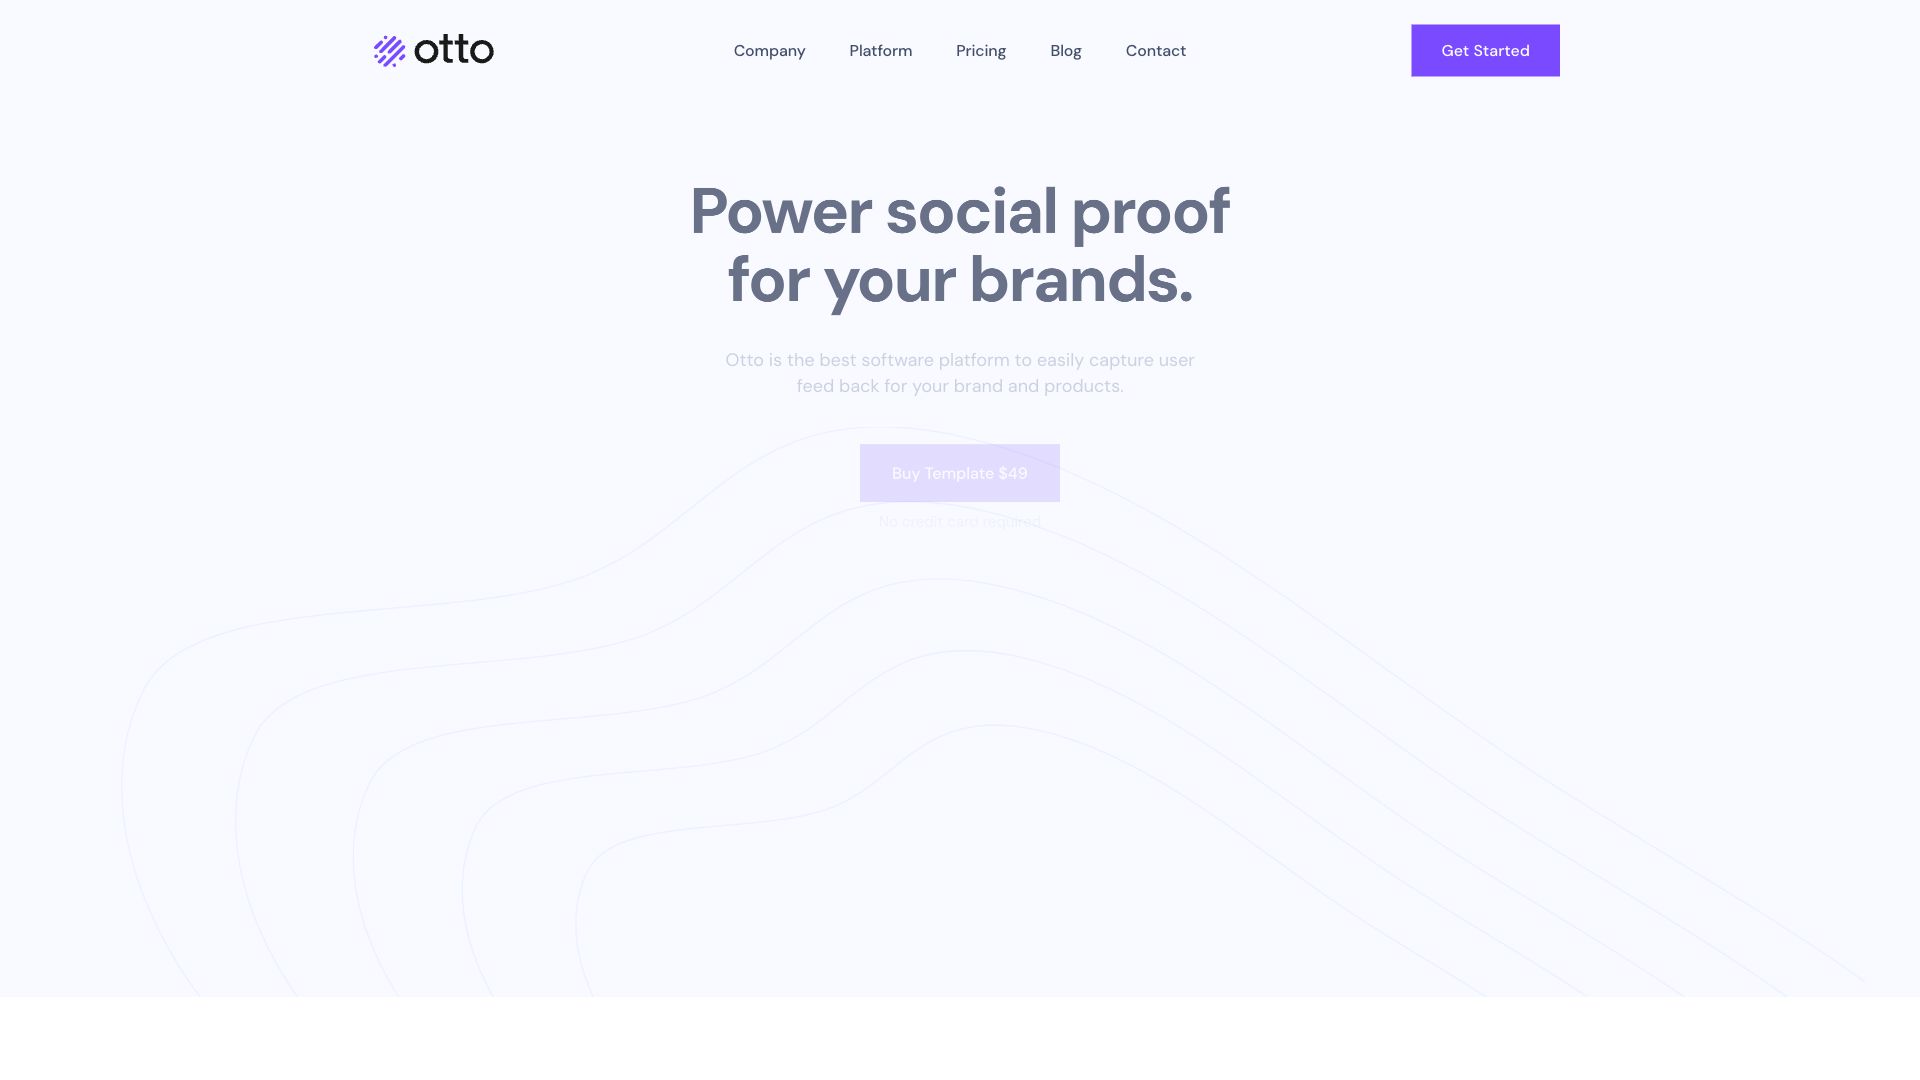 otto
Company
Platform
Pricing
Blog
Contact
Get Started
Power social proof
for your brands.
Otto is the best software platform to easily capture user
feed back for your brand and products.
Buy Template $49
No credit card required